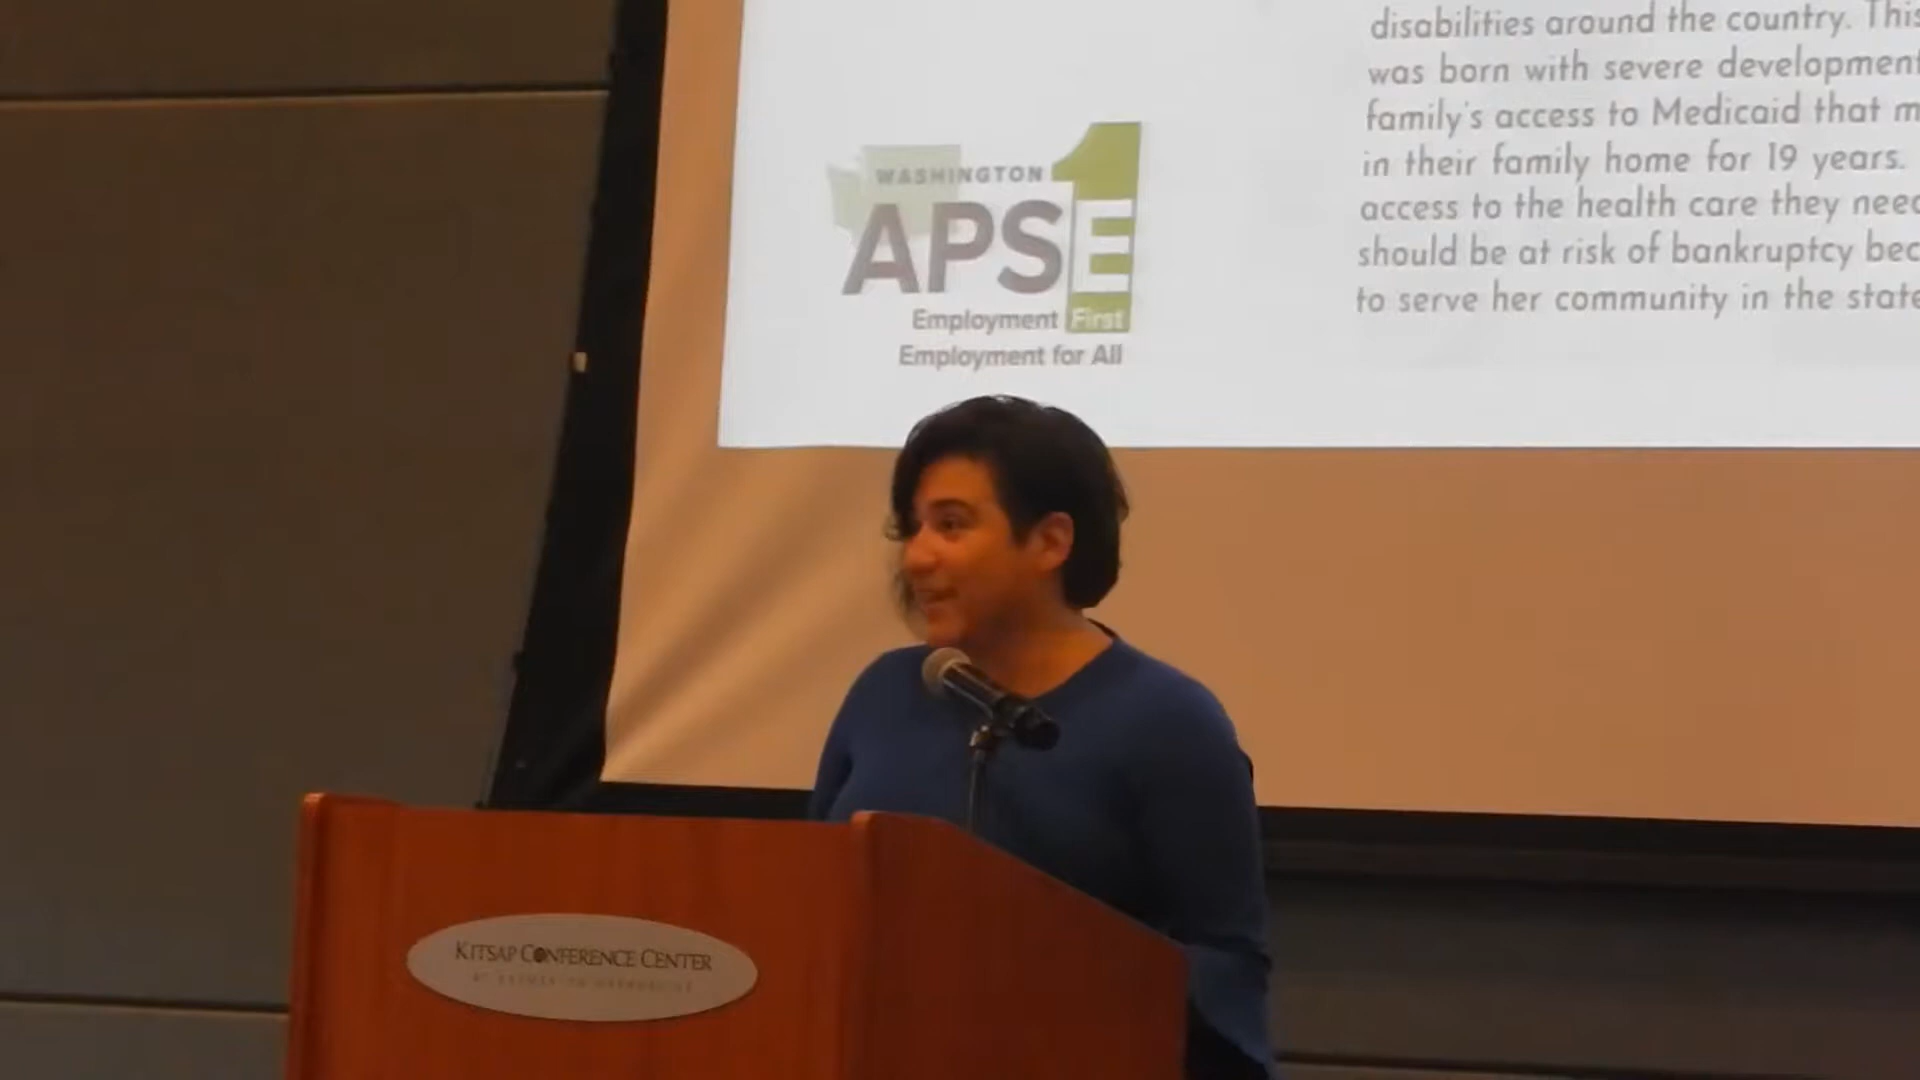 disabilities around the country. This
was born with severe development
family's access to Medicaid that m
in their family home for 19 years.
access to the health care they need
should be at risk of bankruptcy bec
to serve her community in the state
WASHINGTON
APSE
Employment First
Employment for All
KITSAP CONFERENCE CENTER